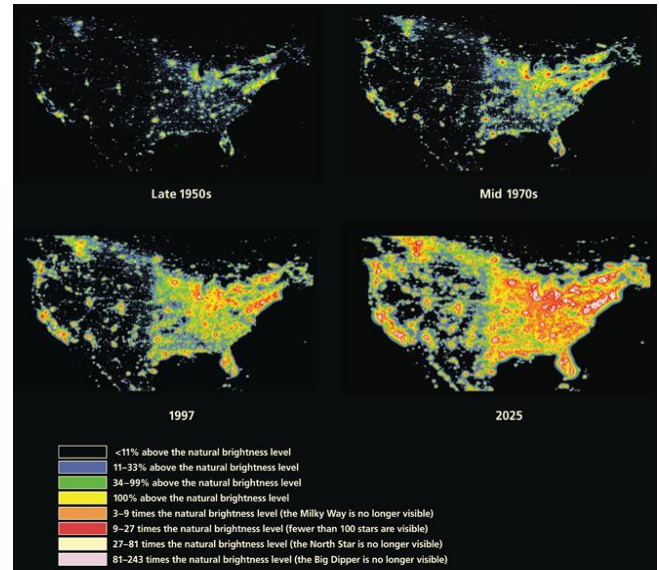 Late 1950s
Mid 1970s
1997
2025
<11% above the natural brightness level
11–33% above the natural brightness level
34–99% above the natural brightness level
100% above the natural brightness level
3–9 times the natural brightness level (the Milky Way is no longer visible)
9–27 times the natural brightness level (fewer than 100 stars are visible)
27–81 times the natural brightness level (the North Star is no longer visible)
81–243 times the natural brightness level (the Big Dipper is no longer visible)